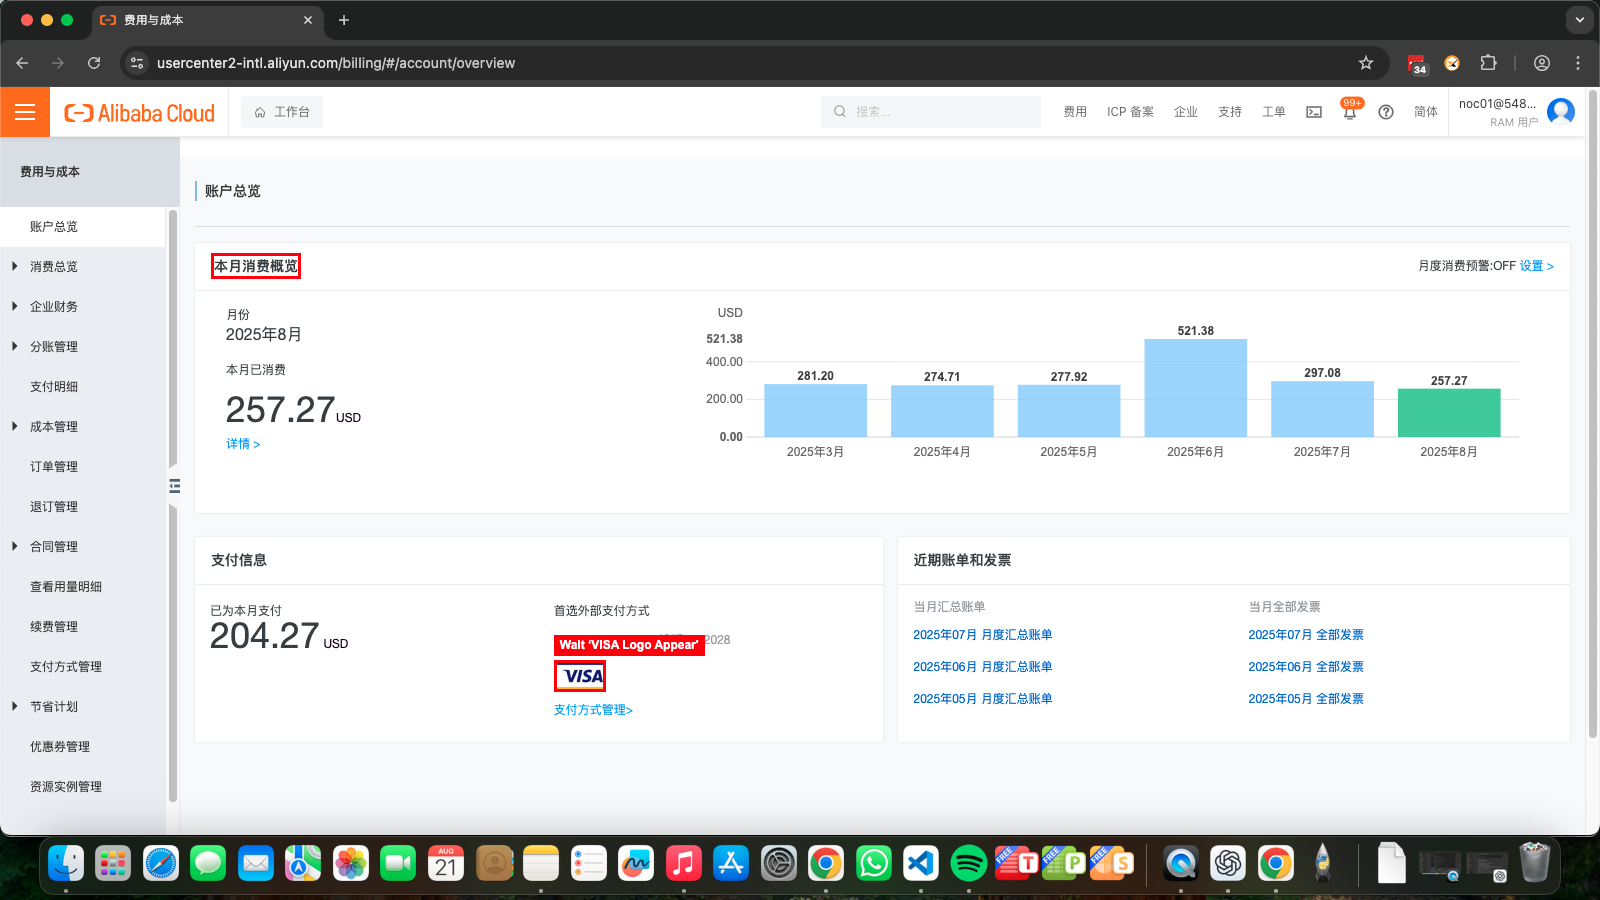 费用与成本
usercenter2-intl.aliyun.com/billing/#/account/overview
34
Alibaba Cloud
工作台
搜索...
费用
ICP 备案
企业
支持
工单
99+
简体
noc01@548...
RAM 用户
费用与成本
账户总览
消费总览
企业财务
分账管理
支付明细
成本管理
订单管理
退订管理
合同管理
查看用量明细
续费管理
支付方式管理
节省计划
优惠券管理
资源实例管理
账户总览
本月消费概览
月度消费预警:OFF 设置 >
月份
2025年8月
本月已消费
257.27 USD
详情 >
USD
521.38
400.00
200.00
0.00
281.20
274.71
277.92
521.38
297.08
257.27
2025年3月
2025年4月
2025年5月
2025年6月
2025年7月
2025年8月
支付信息
已为本月支付
204.27 USD
首选外部支付方式
2028
Wait 'VISA Logo Appear'
VISA
支付方式管理>
近期账单和发票
当月汇总账单
当月全部发票
2025年07月 月度汇总账单
2025年07月 全部发票
2025年06月 月度汇总账单
2025年06月 全部发票
2025年05月 月度汇总账单
2025年05月 全部发票
AUG
21
FREE
T
FREE
P
FREE
S